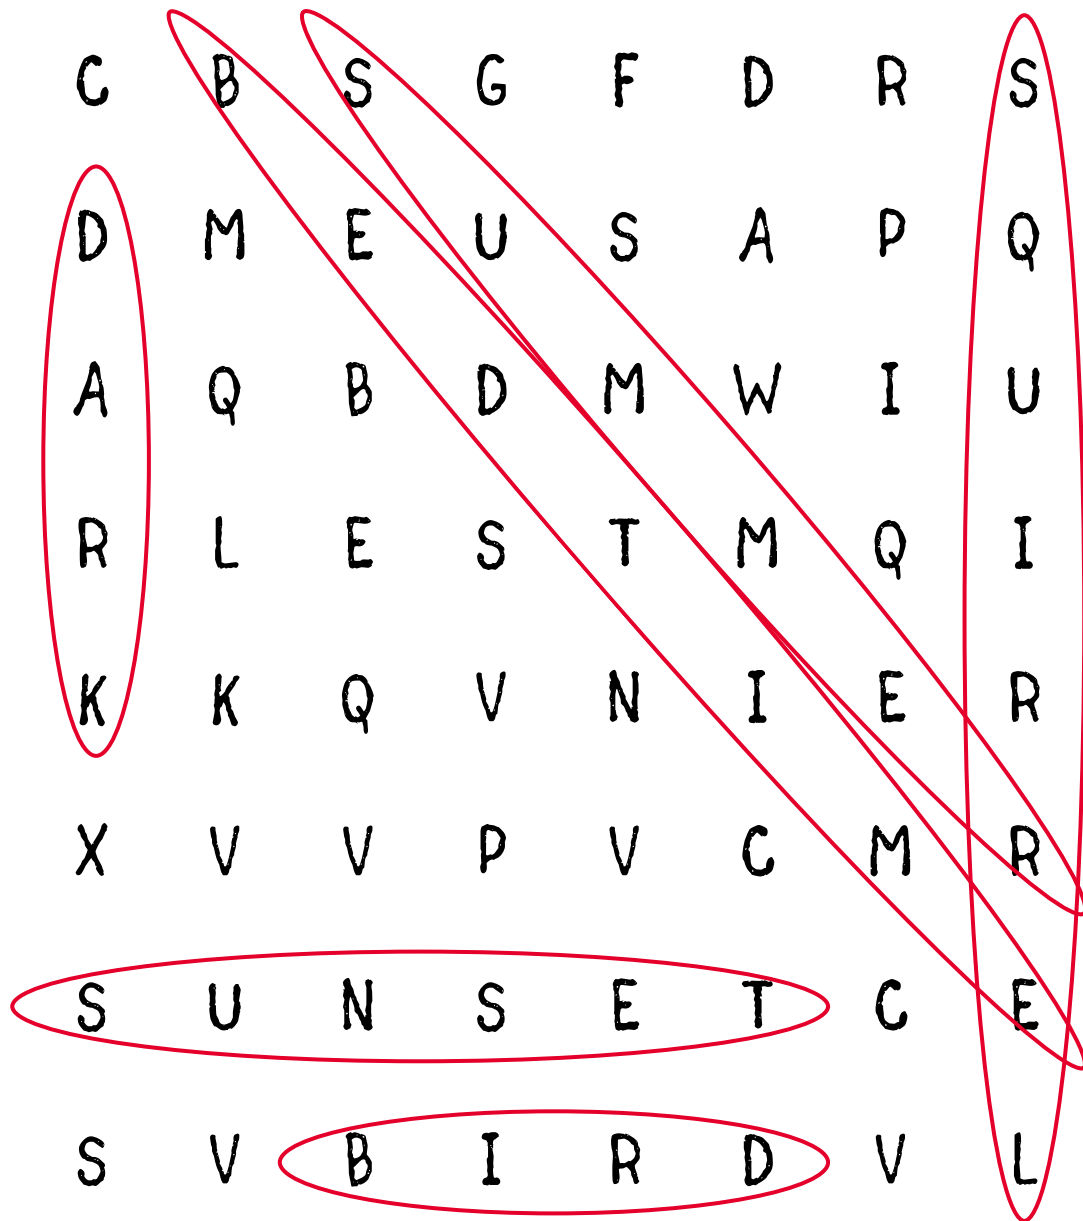 C B S G F D R S
D M E U S A P Q
A Q B D M W I U
R L E S T M Q I
K K Q V N I E R
X V V P V C M R
S U N S E T C E
S V B I R D V L